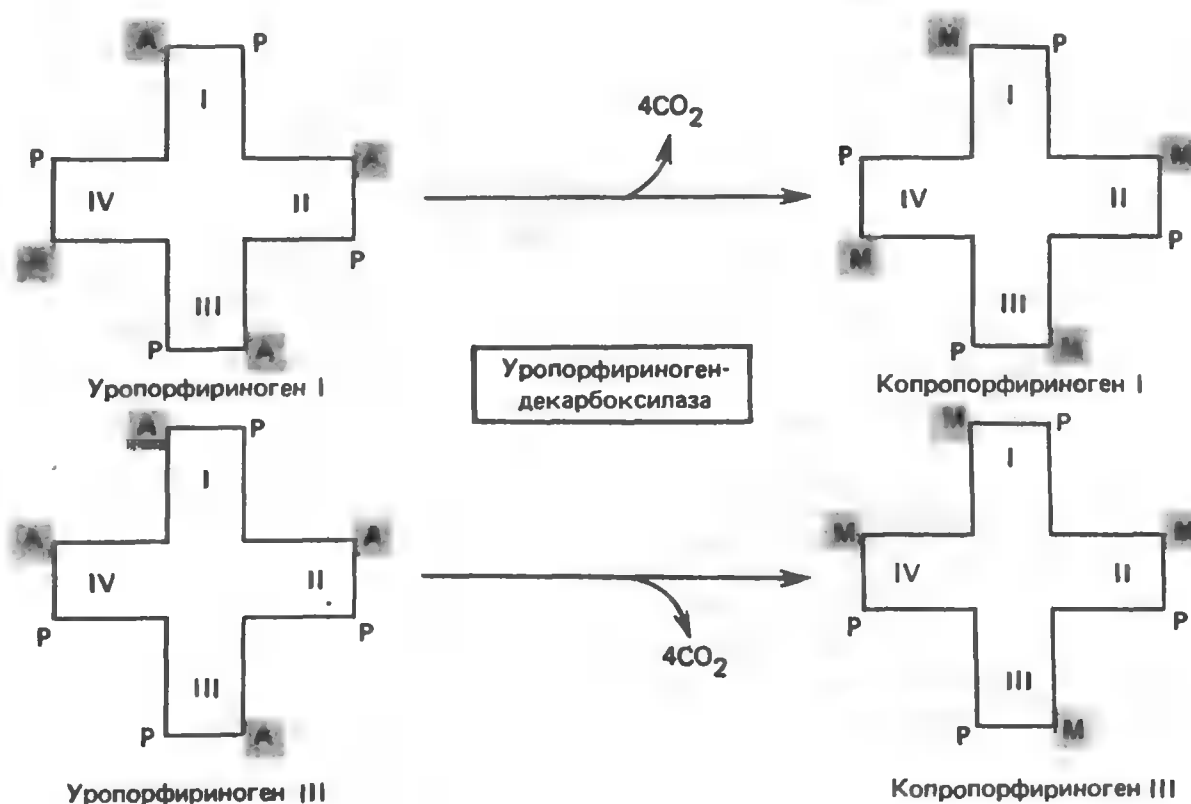 A P
M P
I
I
4CO2
P A
P M
IV II
IV II
P
M P
III
III
P A
P M
Уропорфириноген I
Уропорфириноген-
декарбоксилаза
Копропорфириноген I
A P
M P
I
I
A A
M M
IV II
IV II
P P
P P
4CO2
III
III
P A
P M
Уропорфириноген III
Копропорфириноген III